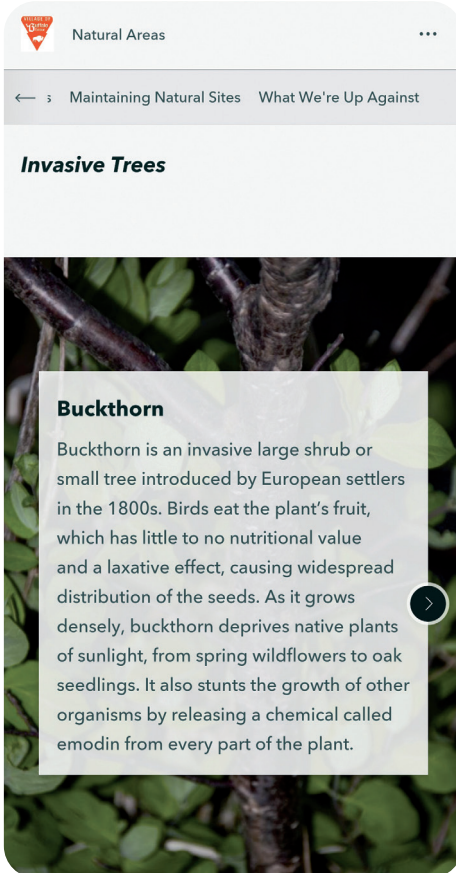 VILLAGE OF
Buffalo
Natural Areas
s Maintaining Natural Sites What We're Up Against
Invasive Trees
Buckthorn
Buckthorn is an invasive large shrub or
small tree introduced by European settlers
in the 1800s. Birds eat the plant’s fruit,
which has little to no nutritional value
and a laxative effect, causing widespread
distribution of the seeds. As it grows
densely, buckthorn deprives native plants
of sunlight, from spring wildflowers to oak
seedlings. It also stunts the growth of other
organisms by releasing a chemical called
emodin from every part of the plant.